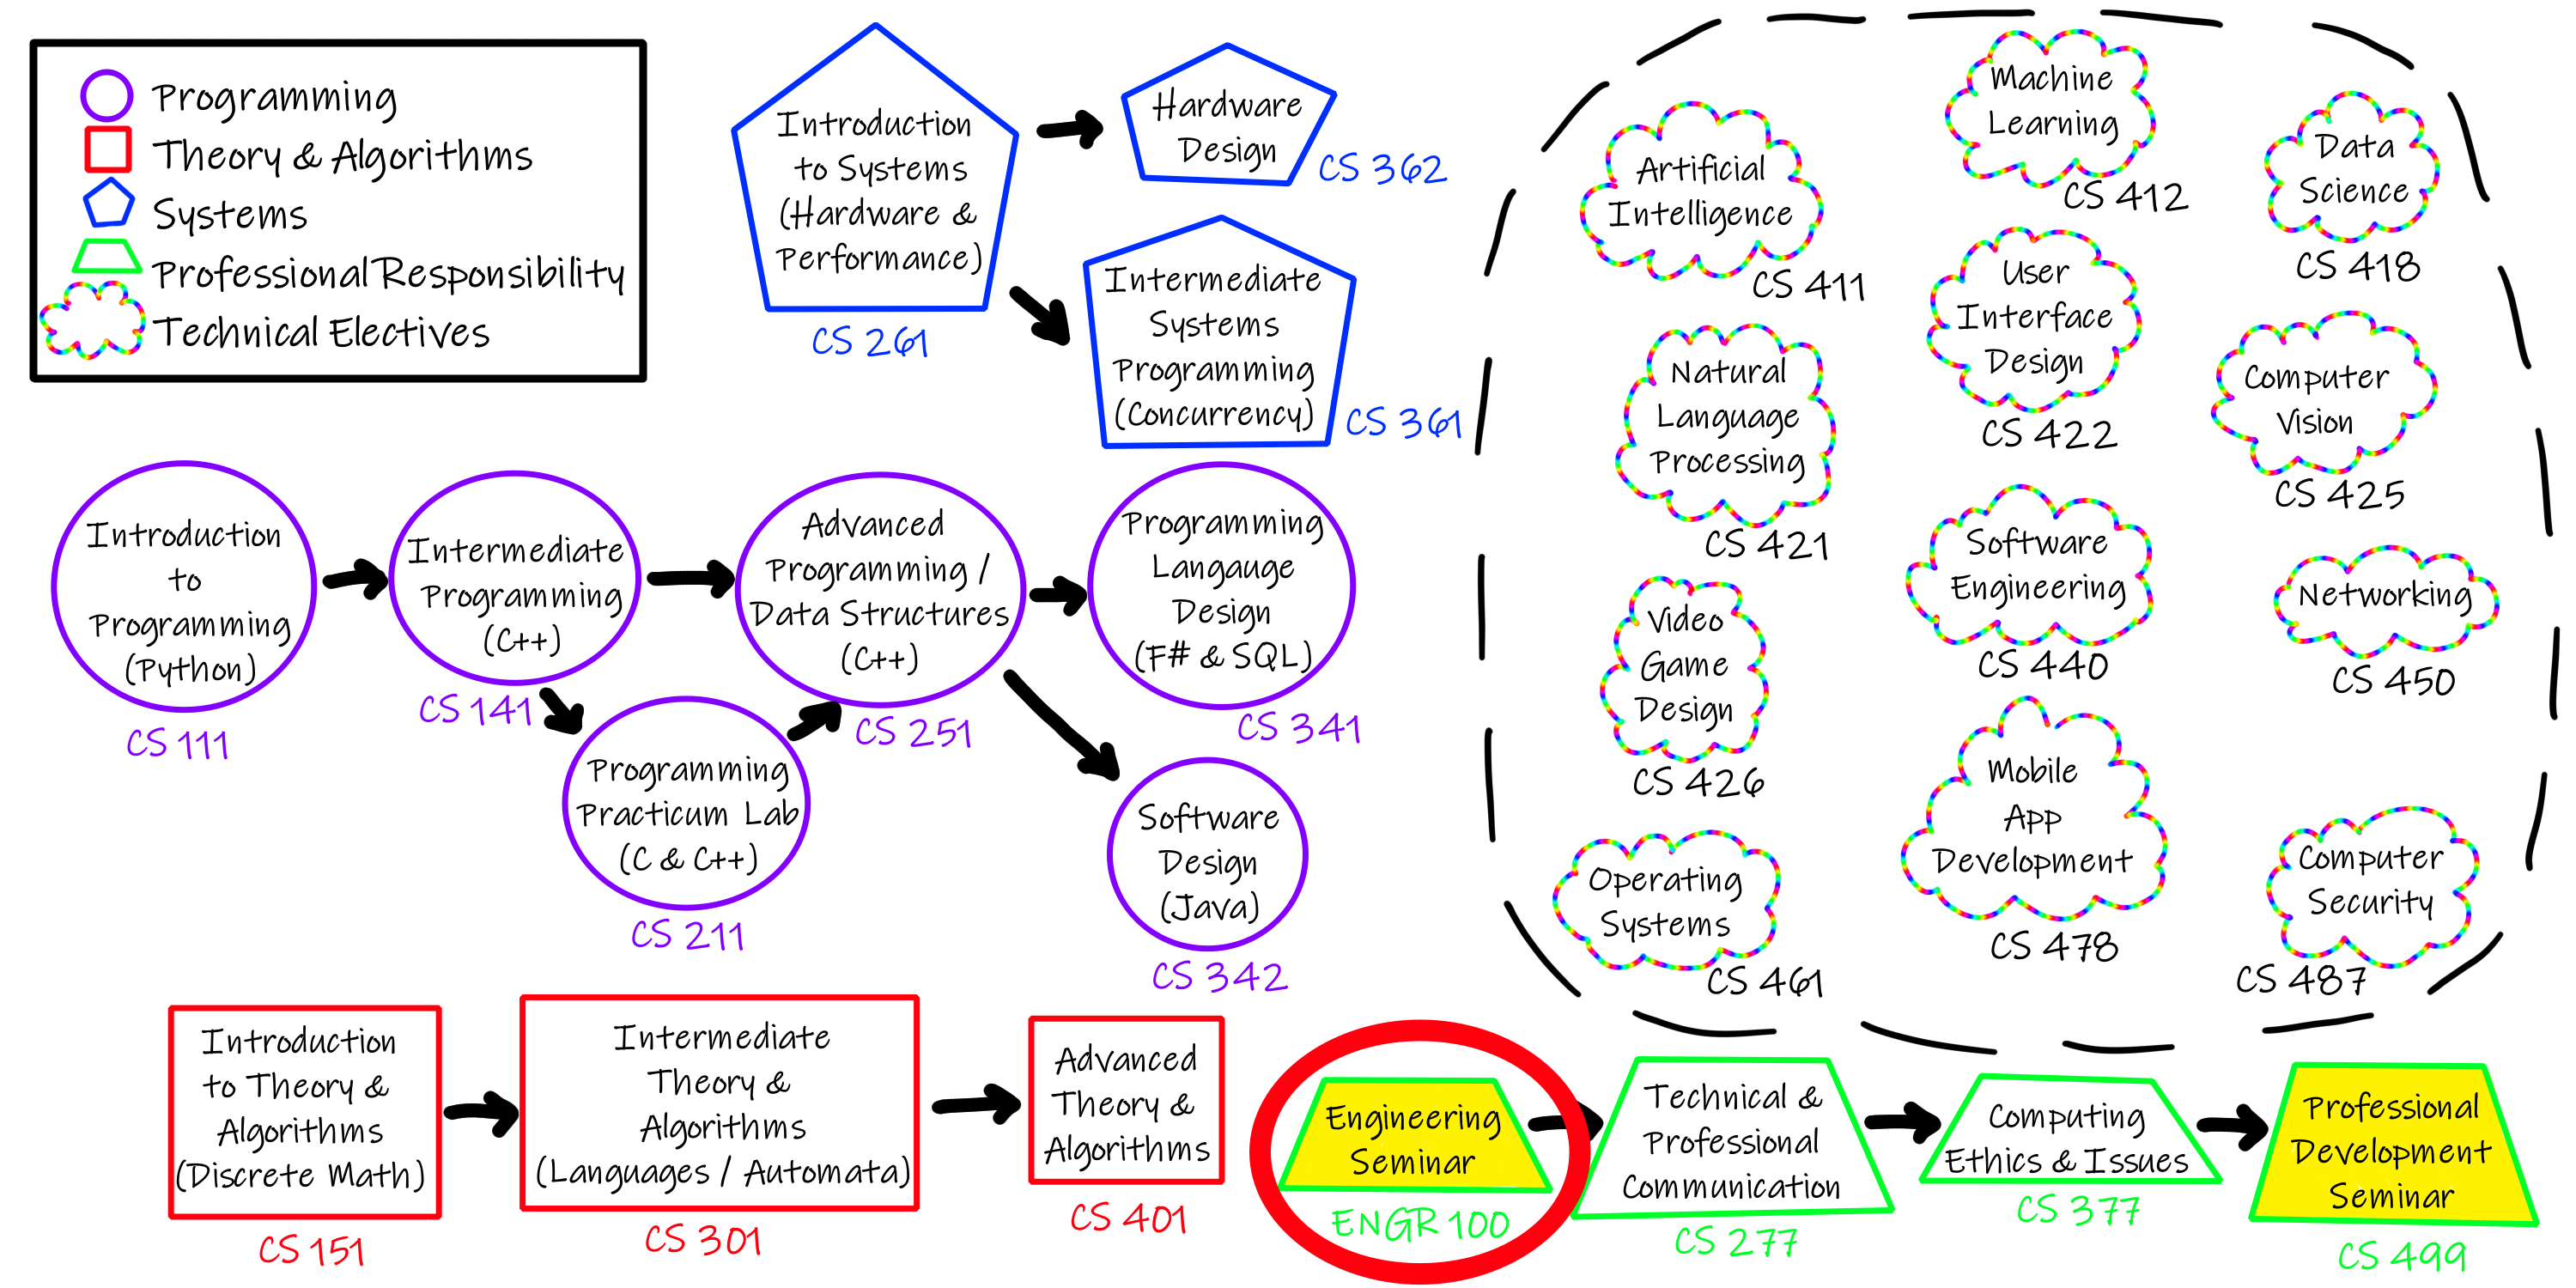 Programming
Theory & Algorithms
Systems
Professional Responsibility
Technical Electives
Introduction
to Systems
(Hardware &
Performance)
CS 261
Hardware
Design
CS 362
Intermediate
Systems
Programming
(Concurrency)
CS 361
Introduction
to
Programming
(Python)
CS 111
Intermediate
Programming
(C++)
CS 141
Programming
Practicum Lab
(C & C++)
CS 211
Advanced
Programming /
Data Structures
(C++)
CS 251
Programming
Langauge
Design
(F# & SQL)
CS 341
Software
Design
(Java)
CS 342
Introduction
to Theory &
Algorithms
(Discrete Math)
CS 151
Intermediate
Theory &
Algorithms
(Languages / Automata)
CS 301
Advanced
Theory &
Algorithms
CS 401
Artificial
Intelligence
CS 411
Machine
Learning
CS 412
Data
Science
CS 418
Natural
Language
Processing
CS 421
User
Interface
Design
CS 422
Computer
Vision
CS 425
Video
Game
Design
CS 426
Software
Engineering
CS 440
Networking
CS 450
Operating
Systems
CS 461
Mobile
App
Development
CS 478
Computer
Security
CS 487
Engineering
Seminar
ENGR 100
Technical &
Professional
Communication
CS 277
Computing
Ethics & Issues
CS 377
Professional
Development
Seminar
CS 499